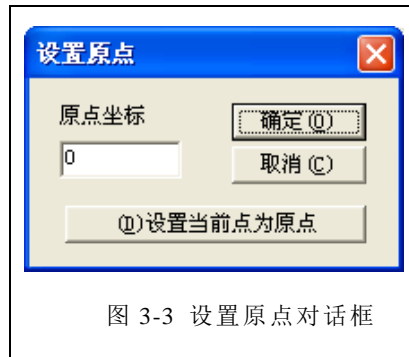 设置原点
原点坐标
确定(O)
0
取消(C)
(D)设置当前点为原点
图 3-3 设置原点对话框